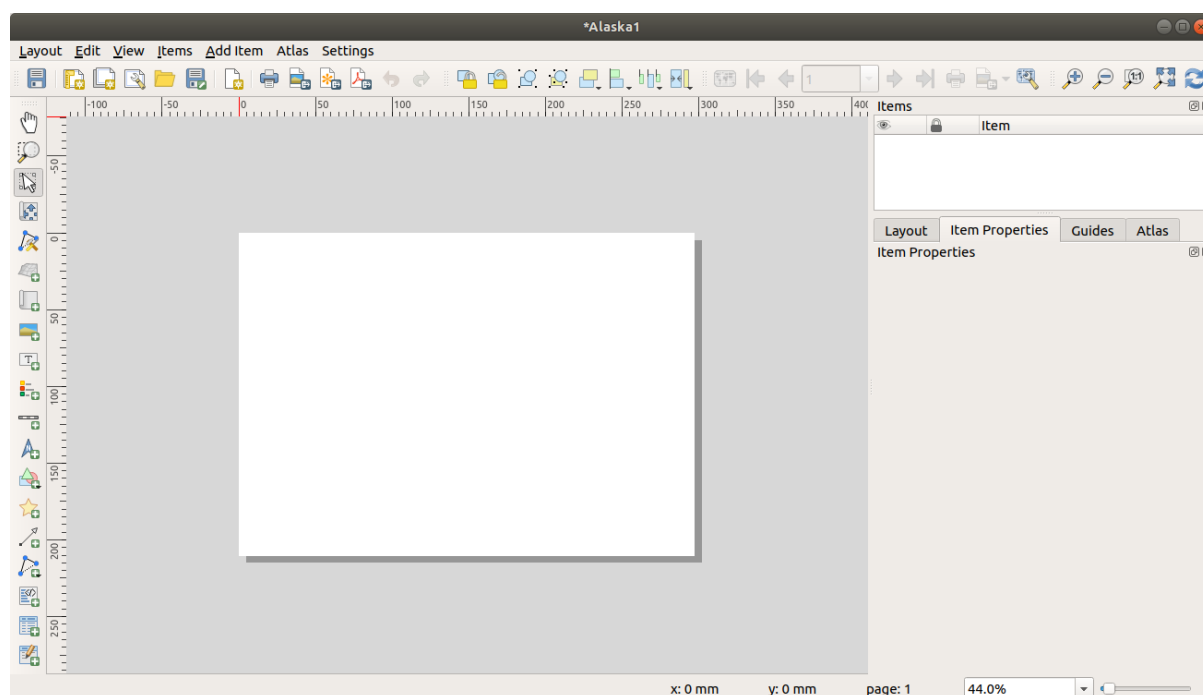 *Alaska1
Layout Edit View Items Add Item Atlas Settings
1
-100 -50 0 50 100 150 200 250 300 350 400
Items
Item
Layout Item Properties Guides Atlas
Item Properties
-50
0
50
100
150
200
250
x: 0 mm y: 0 mm page: 1 44.0%